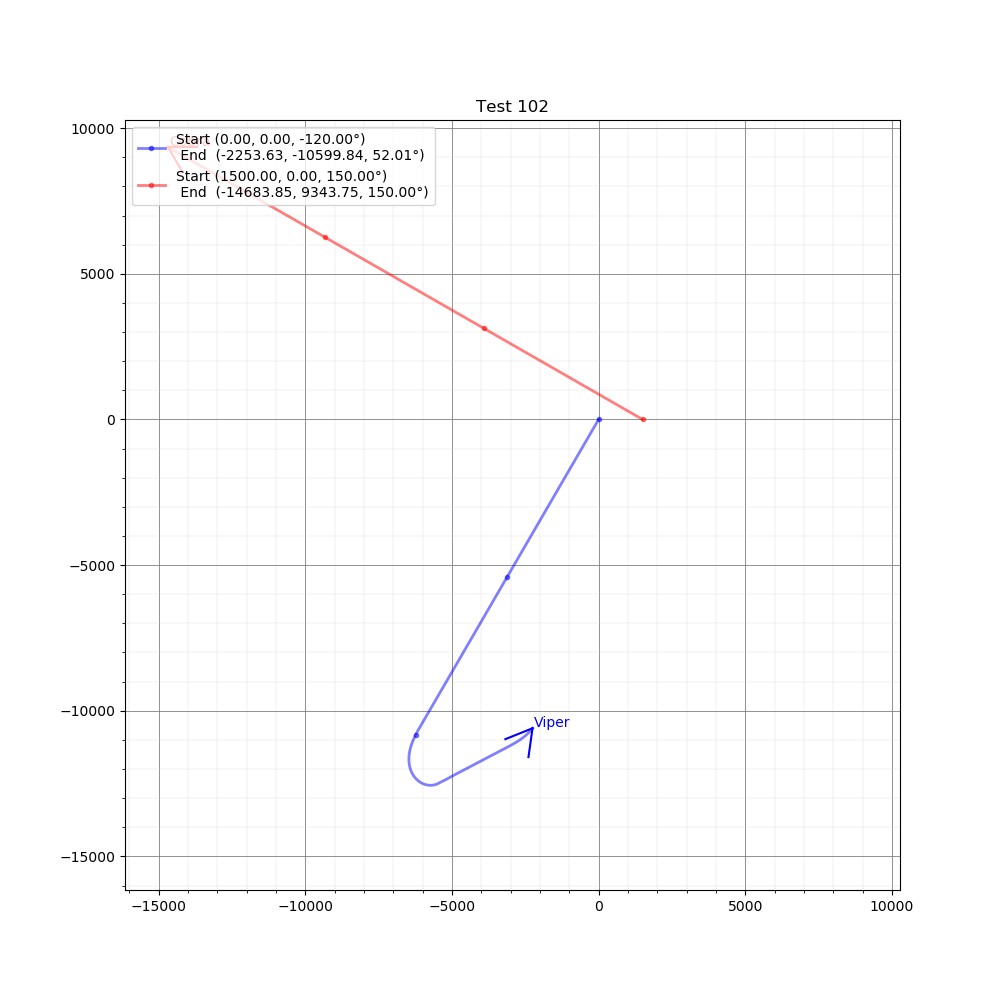 Test 102
Start (0.00, 0.00, -120.00°)
End (-2253.63, -10599.84, 52.01°)
Start (1500.00, 0.00, 150.00°)
End (-14683.85, 9343.75, 150.00°)
10000
5000
0
−5000
−10000
−15000
Viper
−15000
−10000
−5000
0
5000
10000